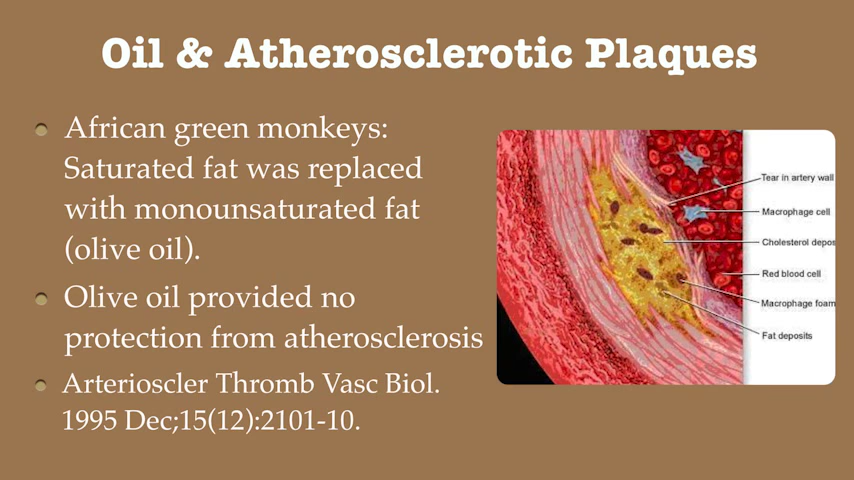 Oil & Atherosclerotic Plaques
African green monkeys:
Saturated fat was replaced
with monounsaturated fat
(olive oil).
Olive oil provided no
protection from atherosclerosis
Arterioscler Thromb Vasc Biol.
1995 Dec;15(12):2101-10.
Tear in artery wall
Macrophage cell
Cholesterol depos
Red blood cell
Macrophage foam
Fat deposits